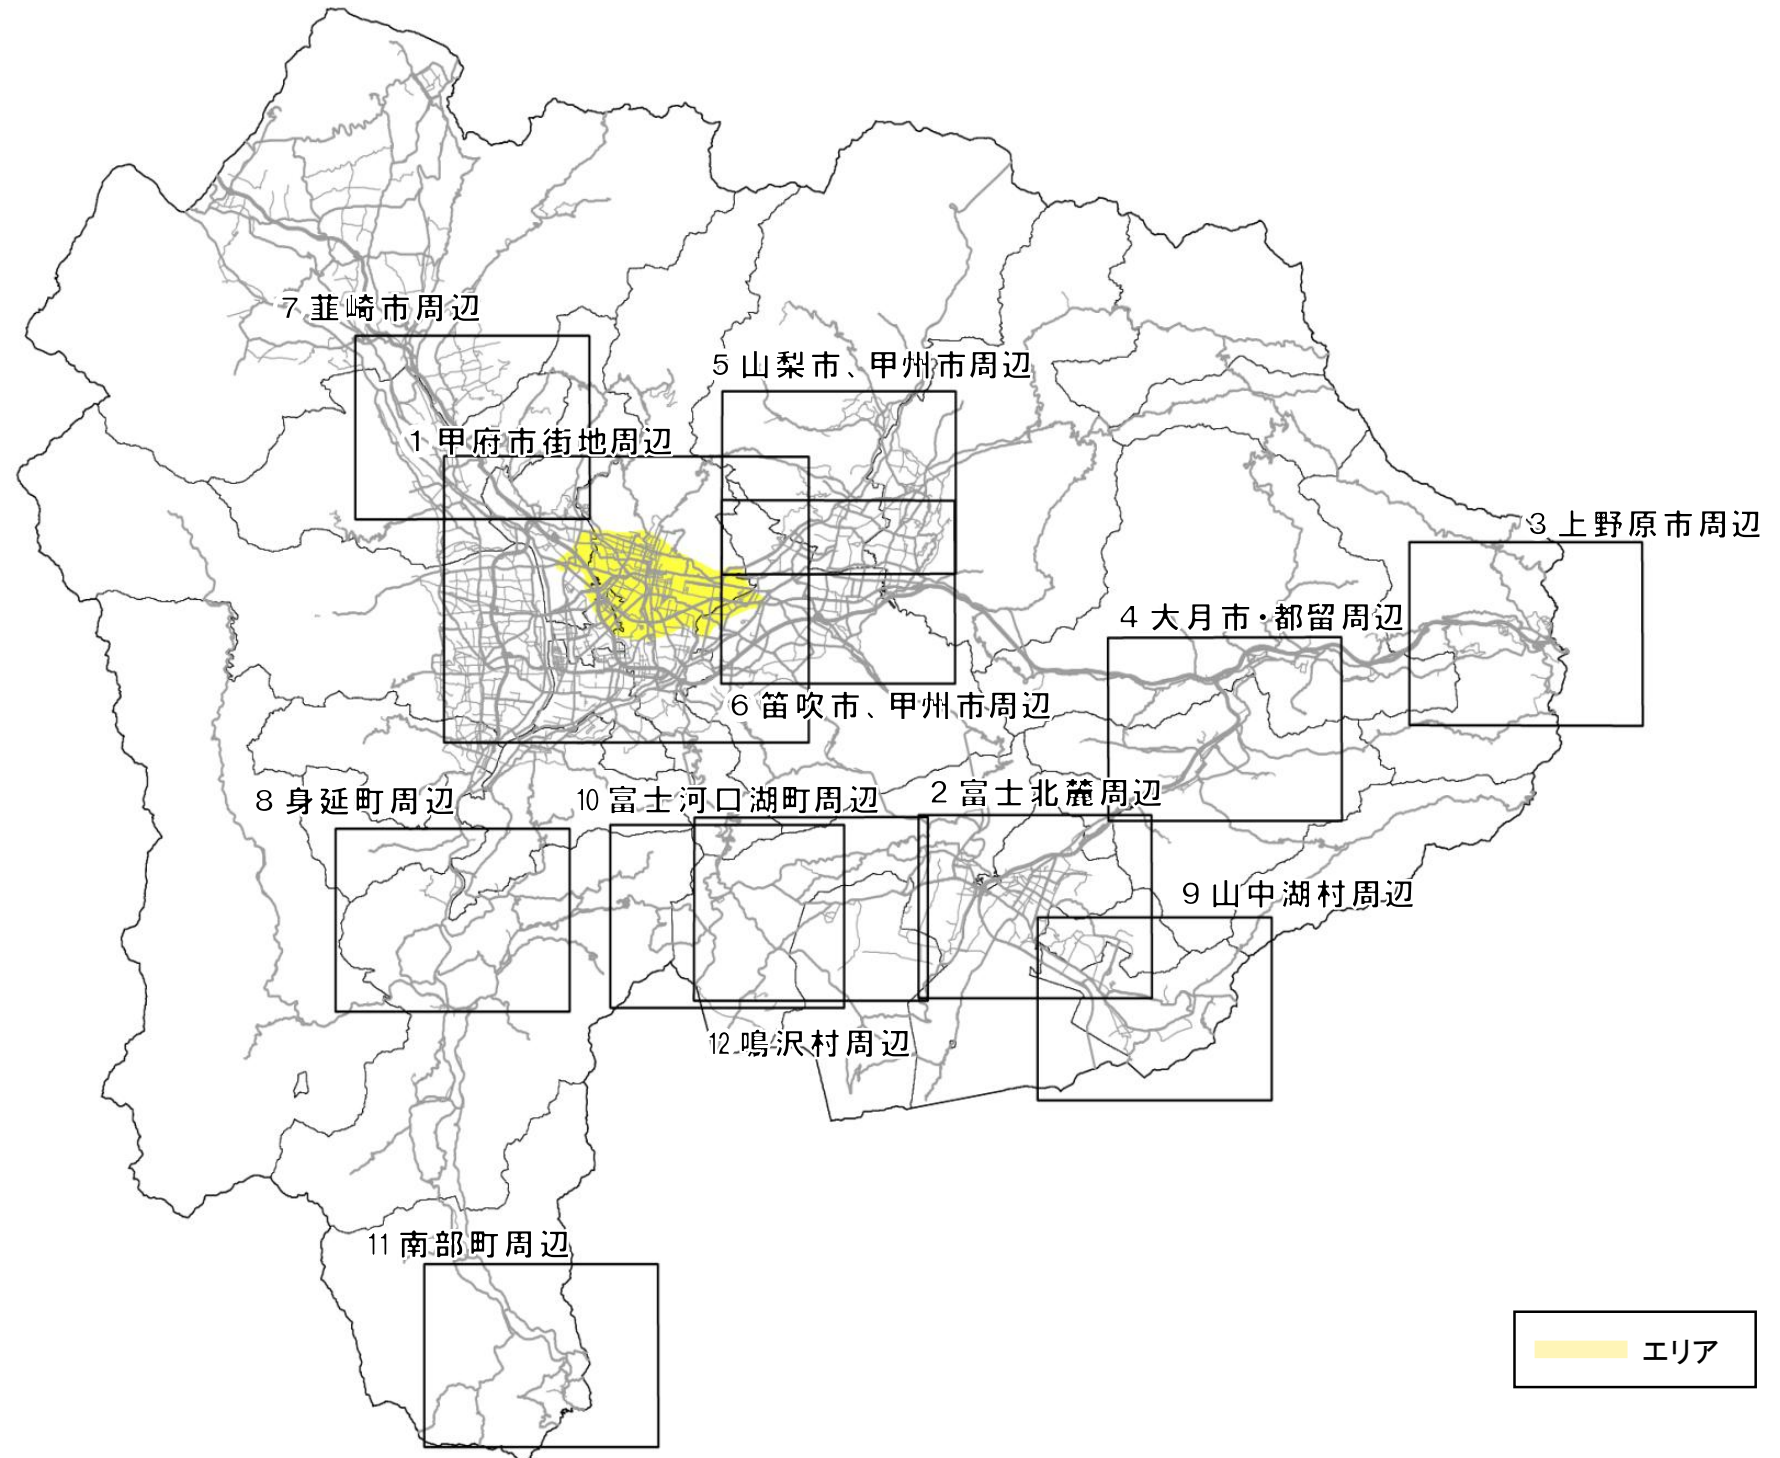 7 韮崎市周辺
5 山梨市、甲州市周辺
1 甲府市街地周辺
3 上野原市周辺
4 大月市・都留周辺
6 笛吹市、甲州市周辺
8 身延町周辺
10 富士河口湖町周辺
2 富士北麓周辺
9 山中湖村周辺
12 鳴沢村周辺
11 南部町周辺
エリア